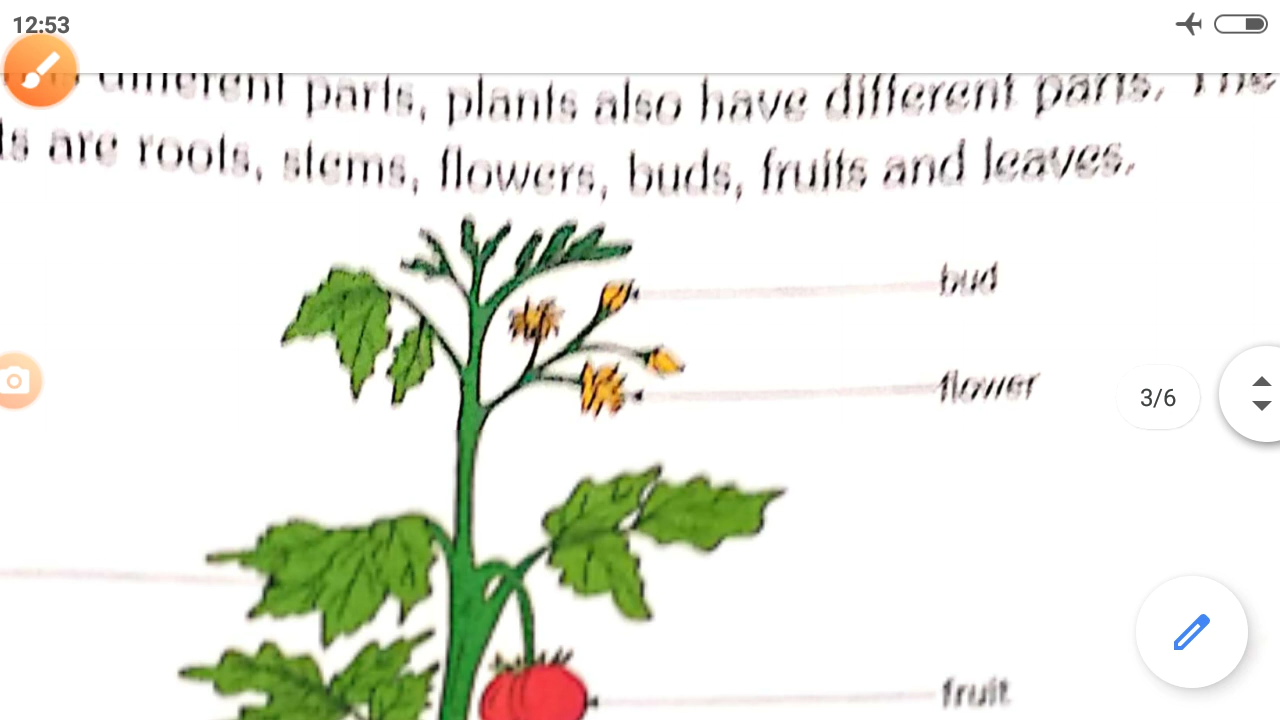 12:53
different parts, plants also have different parts. The
are roots, stems, flowers, buds, fruits and leaves.
bud
flower
3/6
fruit